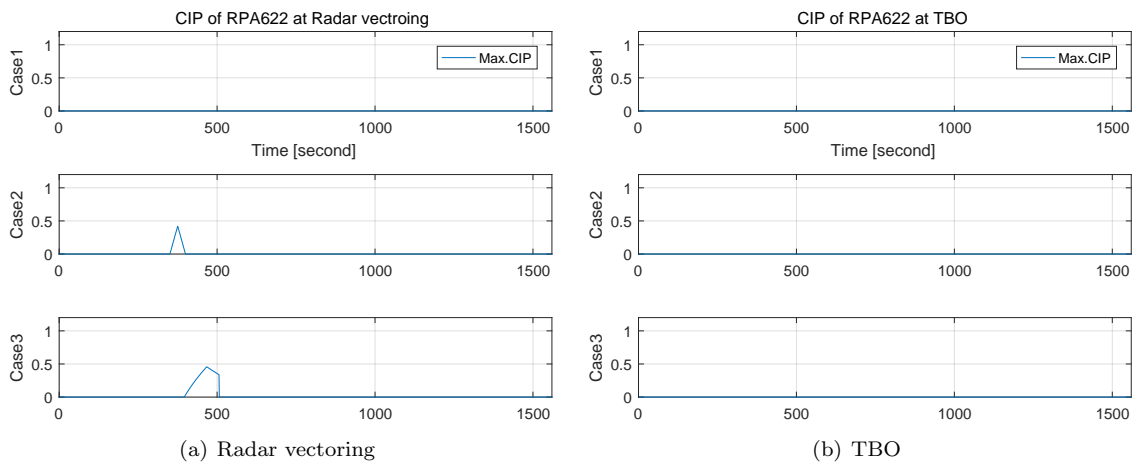 CIP of RPA622 at Radar vectroing
Case1
1
0.5
0
Max.CIP
0 500 1000 1500
Time [second]
Case2
1
0.5
0
0 500 1000 1500
Case3
1
0.5
0
0 500 1000 1500
(a) Radar vectoring
CIP of RPA622 at TBO
Case1
1
0.5
0
Max.CIP
0 500 1000 1500
Time [second]
Case2
1
0.5
0
0 500 1000 1500
Case3
1
0.5
0
0 500 1000 1500
(b) TBO